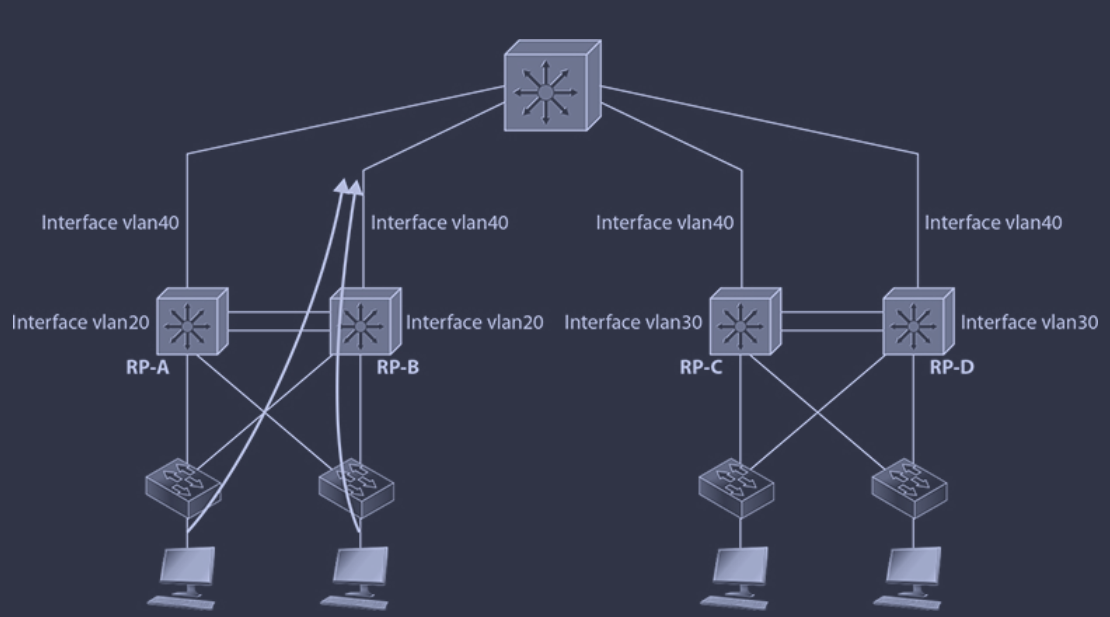 Interface vlan40
Interface vlan40
Interface vlan40
Interface vlan40
Interface vlan20
Interface vlan20
Interface vlan30
Interface vlan30
RP-A
RP-B
RP-C
RP-D